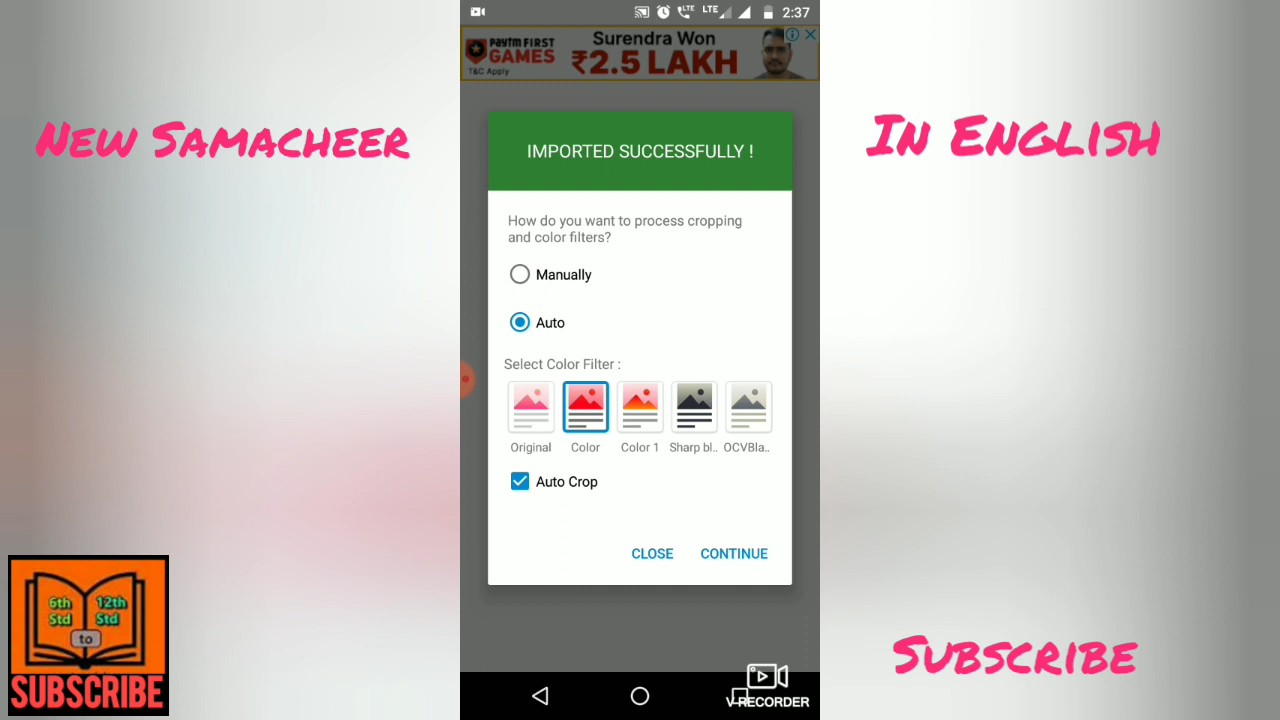 LTE
LTE
2:37
Paytm FIRST
GAMES
T&C Apply
Surendra Won
₹2.5 LAKH
New Samacheer
In English
IMPORTED SUCCESSFULLY !
How do you want to process cropping
and color filters?
Manually
Auto
Select Color Filter :
Original
Color
Color 1
Sharp bl..
OCVBla..
Auto Crop
CLOSE
CONTINUE
6th
Std
12th
Std
to
SUBSCRIBE
Subscribe
V RECORDER